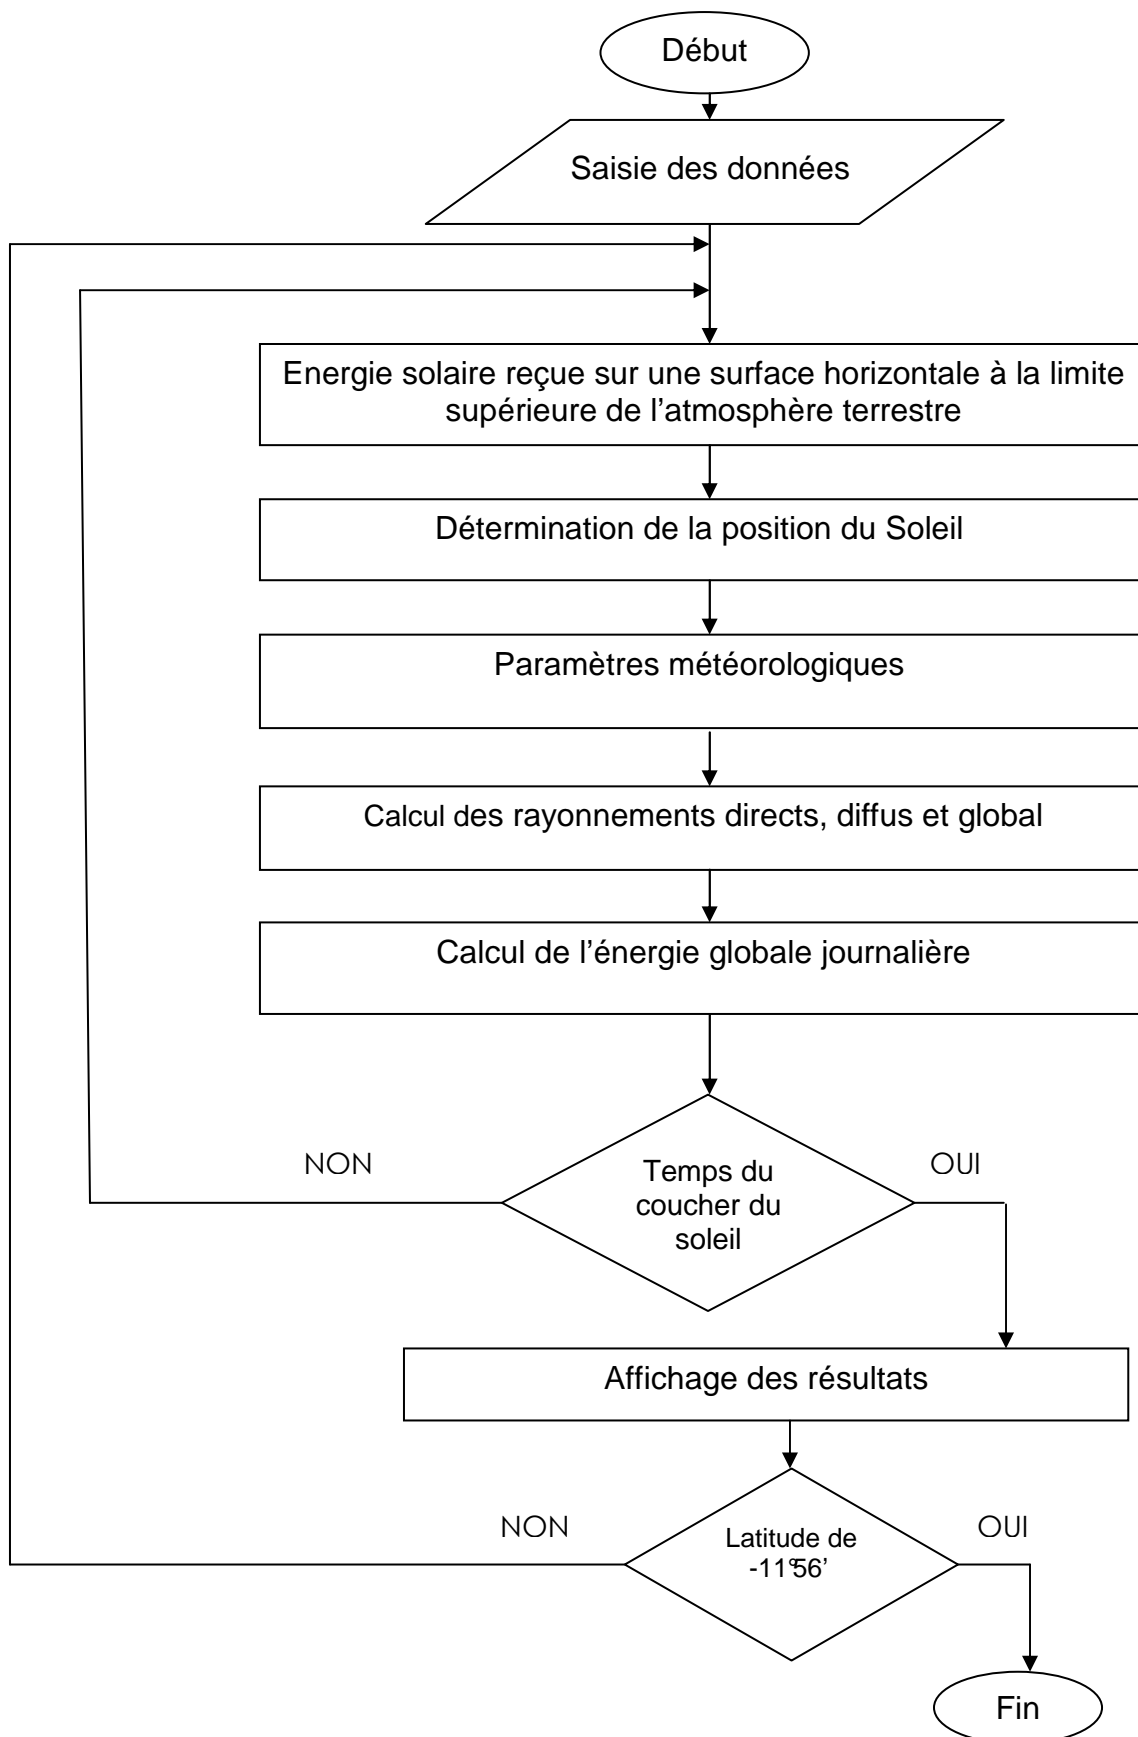 Début
Saisie des données
Energie solaire reçue sur une surface horizontale à la limite
supérieure de l’atmosphère terrestre
Détermination de la position du Soleil
Paramètres météorologiques
Calcul des rayonnements directs, diffus et global
Calcul de l’énergie globale journalière
NON
OUI
Temps du
coucher du
soleil
Affichage des résultats
NON
OUI
Latitude de
-11°56’
Fin